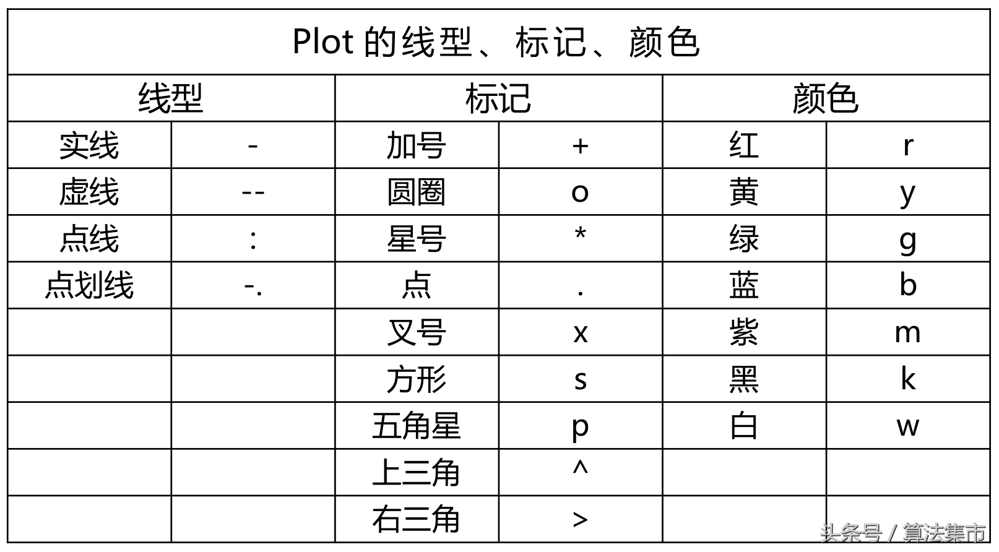 Plot 的线型、标记、颜色
线型 标记 颜色
实线 - 加号 + 红 r
虚线 -- 圆圈 o 黄 y
点线 : 星号 * 绿 g
点划线 -. 点 . 蓝 b
叉号 x 紫 m
方形 s 黑 k
五角星 p 白 w
上三角 ^
右三角 >
头条号 / 算法集市